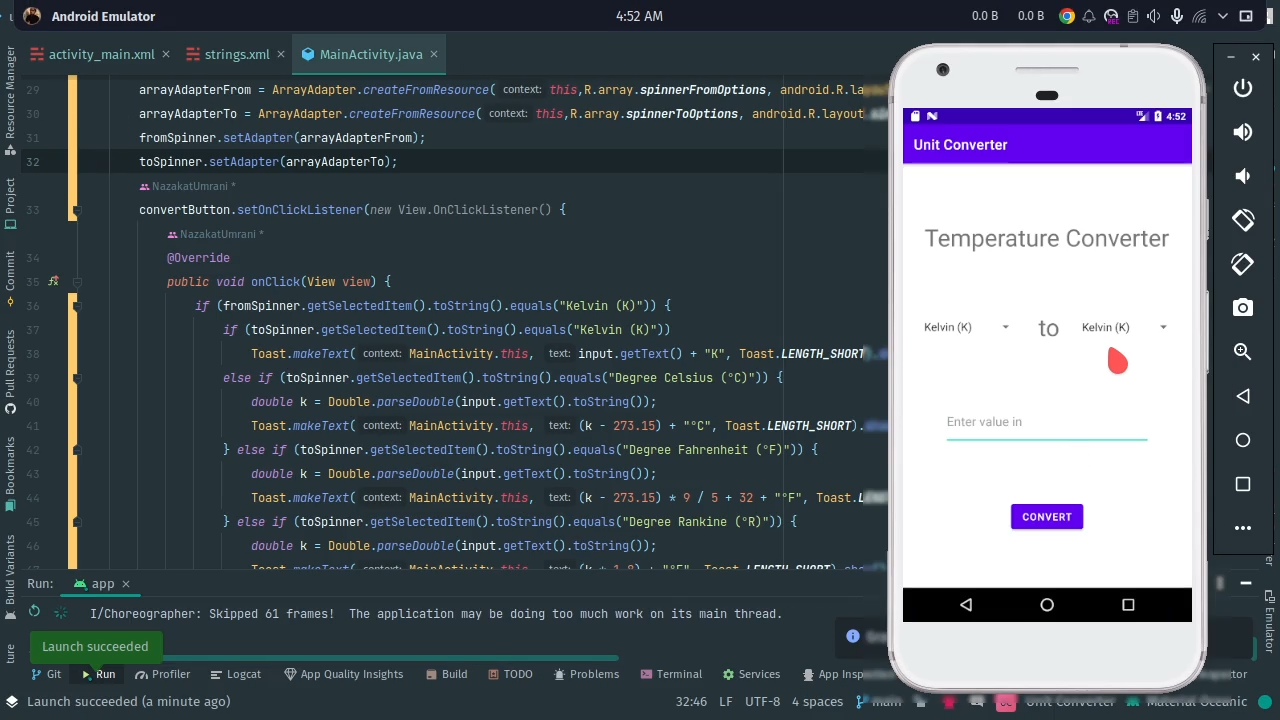 Android Emulator
4:52 AM
0.0 B
0.0 B
REC
activity_main.xml
strings.xml
MainActivity.java
29 arrayAdapterFrom = ArrayAdapter.createFromResource( context: this,R.array.spinnerFromOptions, android.R.la
30 arrayAdapterTo = ArrayAdapter.createFromResource( context: this,R.array.spinnerToOptions, android.R.layout
31 fromSpinner.setAdapter(arrayAdapterFrom);
32 toSpinner.setAdapter(arrayAdapterTo);
NazakatUmrani *
33 convertButton.setOnClickListener(new View.OnClickListener() {
NazakatUmrani *
34 @Override
35 public void onClick(View view) {
36 if (fromSpinner.getSelectedItem().toString().equals("Kelvin (K)")) {
37 if (toSpinner.getSelectedItem().toString().equals("Kelvin (K)"))
38 Toast.makeText( context: MainActivity.this, text: input.getText() + "K", Toast.LENGTH_SHORT
39 else if (toSpinner.getSelectedItem().toString().equals("Degree Celsius (°C)")) {
40 double k = Double.parseDouble(input.getText().toString());
41 Toast.makeText( context: MainActivity.this, text: (k - 273.15) + "°C", Toast.LENGTH_SHORT).
42 } else if (toSpinner.getSelectedItem().toString().equals("Degree Fahrenheit (°F)")) {
43 double k = Double.parseDouble(input.getText().toString());
44 Toast.makeText( context: MainActivity.this, text: (k - 273.15) * 9 / 5 + 32 + "°F", Toast.L
45 } else if (toSpinner.getSelectedItem().toString().equals("Degree Rankine (°R)")) {
46 double k = Double.parseDouble(input.getText().toString());
Resource Manager
Project
Commit
Pull Requests
Bookmarks
Build Variants
ture
4:52
Unit Converter
Temperature Converter
Kelvin (K)
to
Kelvin (K)
Enter value in
CONVERT
Emulator
Run:
app
I/Choreographer: Skipped 61 frames!  The application may be doing too much work on its main thread.
Launch succeeded
Git
Run
Profiler
Logcat
App Quality Insights
Build
TODO
Problems
Terminal
Services
App Insp
Launch succeeded (a minute ago)
32:46
LF
UTF-8
4 spaces
main
Unit Converter
Material Oceanic